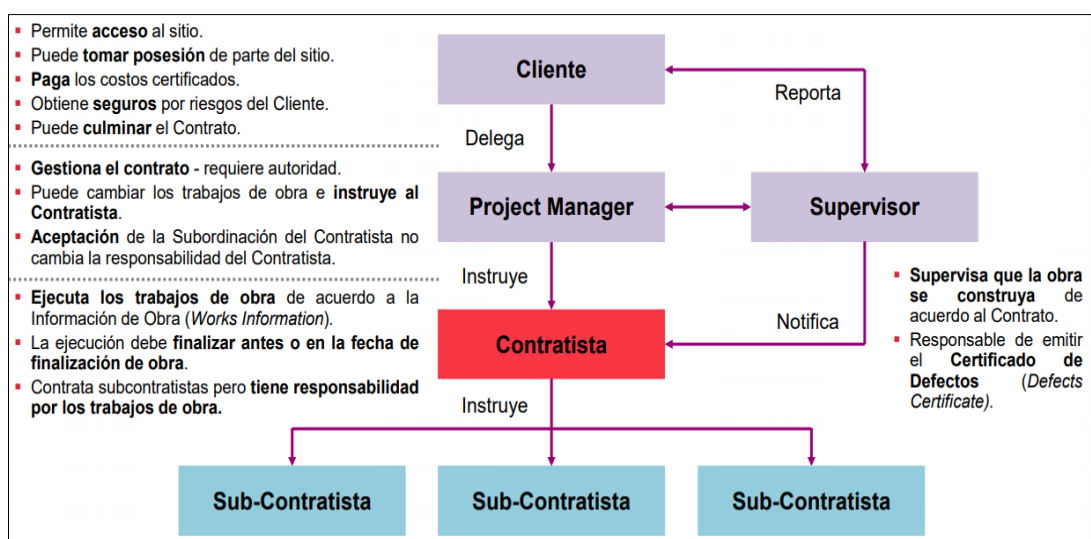 ▪ Permite acceso al sitio.
▪ Puede tomar posesión de parte del sitio.
▪ Paga los costos certificados.
▪ Obtiene seguros por riesgos del Cliente.
▪ Puede culminar el Contrato.
▪ Gestiona el contrato - requiere autoridad.
▪ Puede cambiar los trabajos de obra e instruye al
Contratista.
▪ Aceptación de la Subordinación del Contratista no
cambia la responsabilidad del Contratista.
▪ Ejecuta los trabajos de obra de acuerdo a la
Información de Obra (Works Information).
▪ La ejecución debe finalizar antes o en la fecha de
finalización de obra.
▪ Contrata subcontratistas pero tiene responsabilidad
por los trabajos de obra.
Cliente
Reporta
Delega
Project Manager
Supervisor
Instruye
Notifica
Contratista
Instruye
▪ Supervisa que la obra
se construya de
acuerdo al Contrato.
▪ Responsable de emitir
el Certificado de
Defectos (Defects
Certificate).
Sub-Contratista
Sub-Contratista
Sub-Contratista